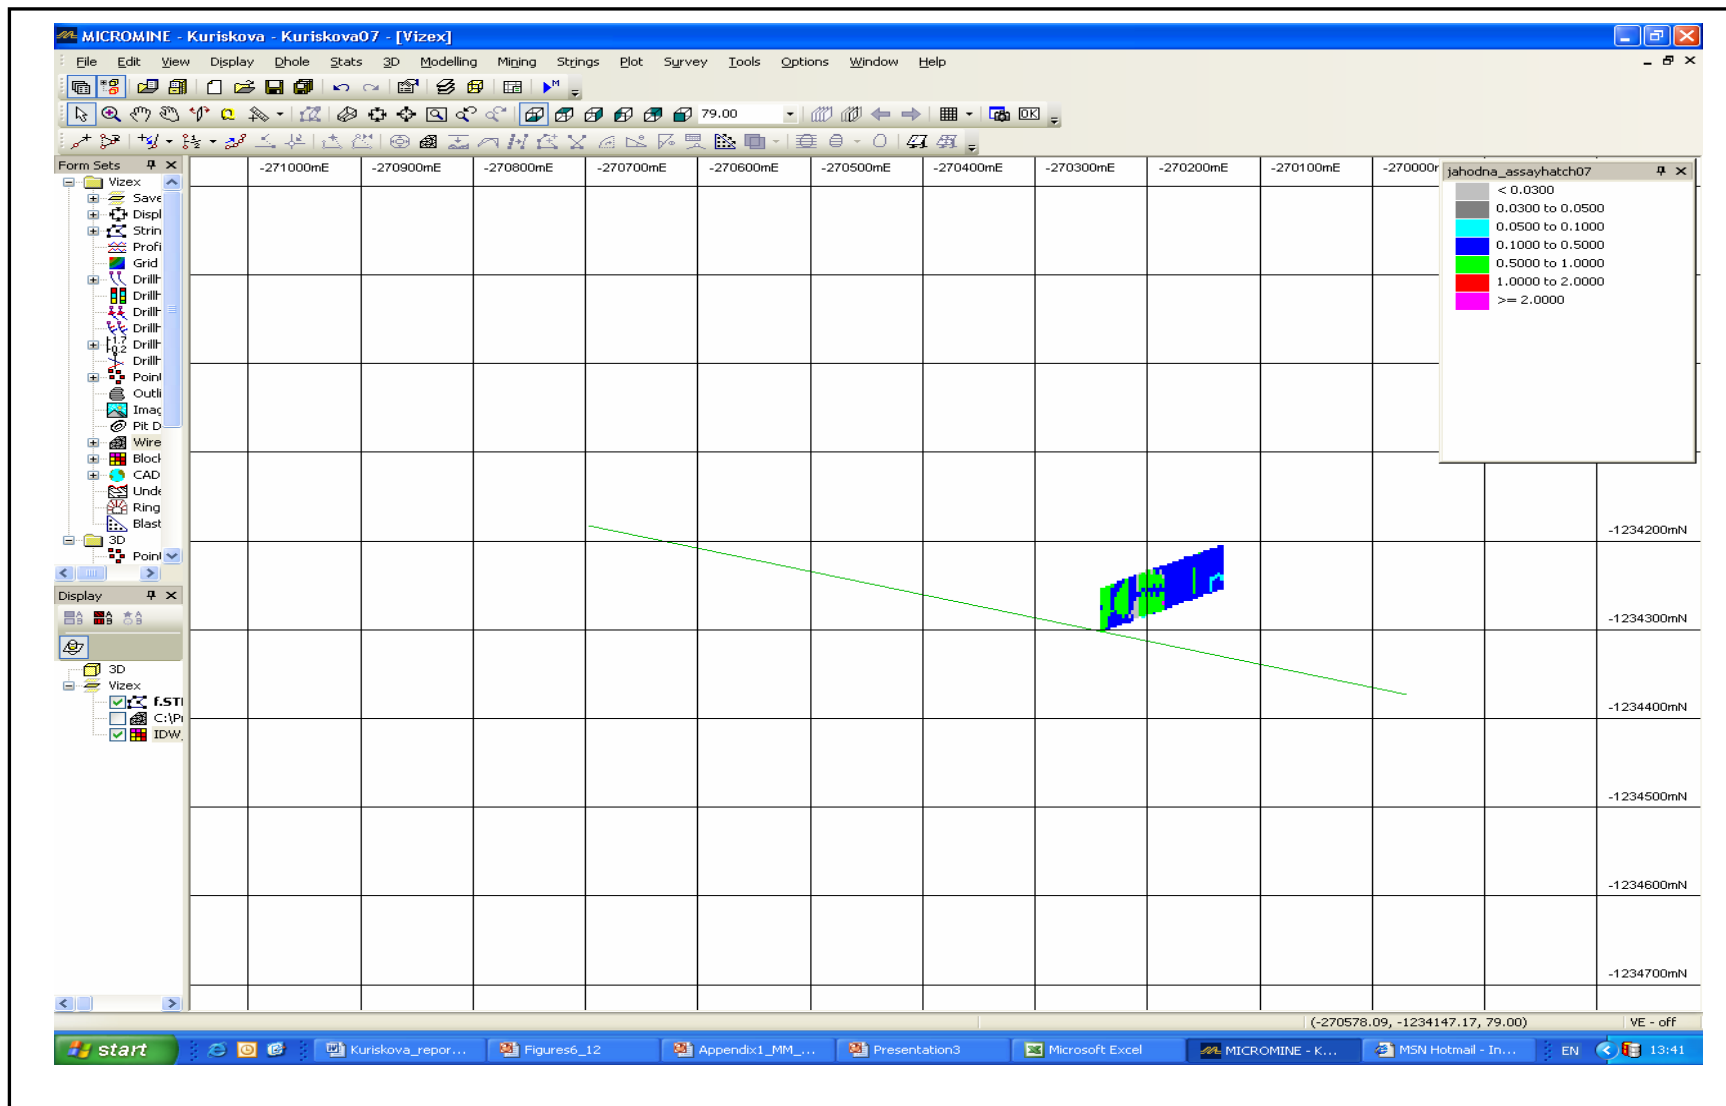 MICROMINE - Kuriskova - Kuriskova07 - [Vizex]
File Edit View Display Dhole Stats 3D Modelling Mining Strings Plot Survey Tools Options Window Help
79.00
OK
Form Sets
Vizex
Save
Displ
Strin
Profi
Grid
Drillh
Drillh
Drillh
Drillh
Drillh
Drillh
Point
Outli
Imag
Pit D
Wire
Block
CAD
Unde
Ring
Blast
3D
Point
Display
3D
Vizex
f.STR
C:\Pr
IDW_
-271000mE -270900mE -270800mE -270700mE -270600mE -270500mE -270400mE -270300mE -270200mE -270100mE -270000m
jahodna_assayhatch07
< 0.0300
0.0300 to 0.0500
0.0500 to 0.1000
0.1000 to 0.5000
0.5000 to 1.0000
1.0000 to 2.0000
>= 2.0000
-1234200mN
-1234300mN
-1234400mN
-1234500mN
-1234600mN
-1234700mN
(-270578.09, -1234147.17, 79.00) VE - off
start Kuriskova_repor... Figures6_12 Appendix1_MM_... Presentation3 Microsoft Excel MICROMINE - K... MSN Hotmail - In... EN 13:41